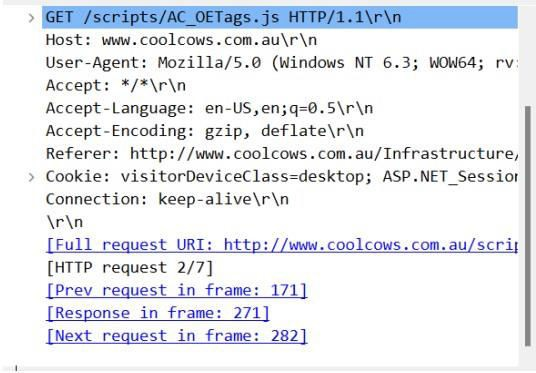 GET /scripts/AC_OETags.js HTTP/1.1\r\n
Host: www.coolcows.com.au\r\n
User-Agent: Mozilla/5.0 (Windows NT 6.3; WOW64; rv:
Accept: */*\r\n
Accept-Language: en-US,en;q=0.5\r\n
Accept-Encoding: gzip, deflate\r\n
Referer: http://www.coolcows.com.au/Infrastructure/
Cookie: visitorDeviceClass=desktop; ASP.NET_Session
Connection: keep-alive\r\n
\r\n
[Full request URI: http://www.coolcows.com.au/scrip
[HTTP request 2/7]
[Prev request in frame: 171]
[Response in frame: 271]
[Next request in frame: 282]